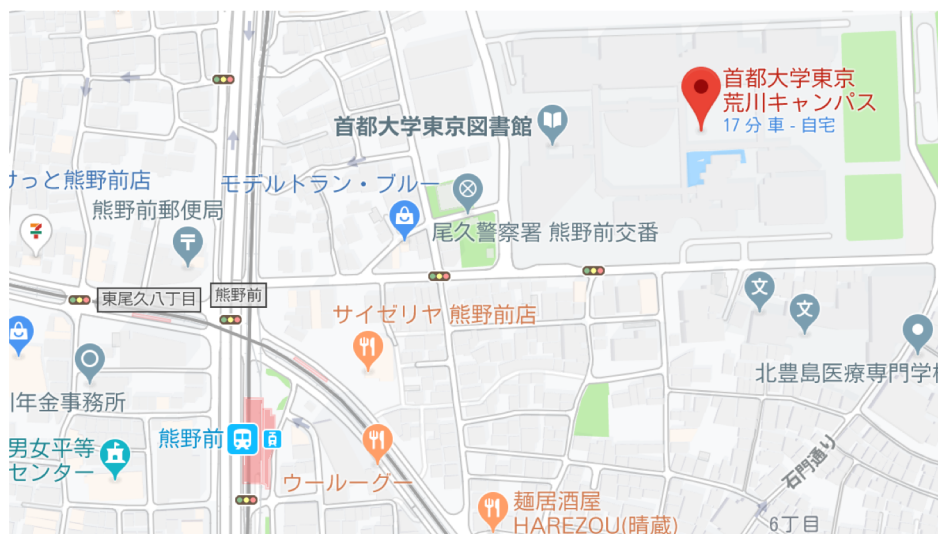 首都大学東京
荒川キャンパス
17 分 車 - 自宅
首都大学東京図書館
けっと熊野前店
モデルトラン・ブルー
熊野前郵便局
尾久警察署 熊野前交番
東尾久八丁目
熊野前
サイゼリヤ 熊野前店
北豊島医療専門学校
川年金事務所
熊野前
男女平等
センター
ウールーグー
石門通り
麺居酒屋
HAREZOU(晴蔵)
6丁目
文
文